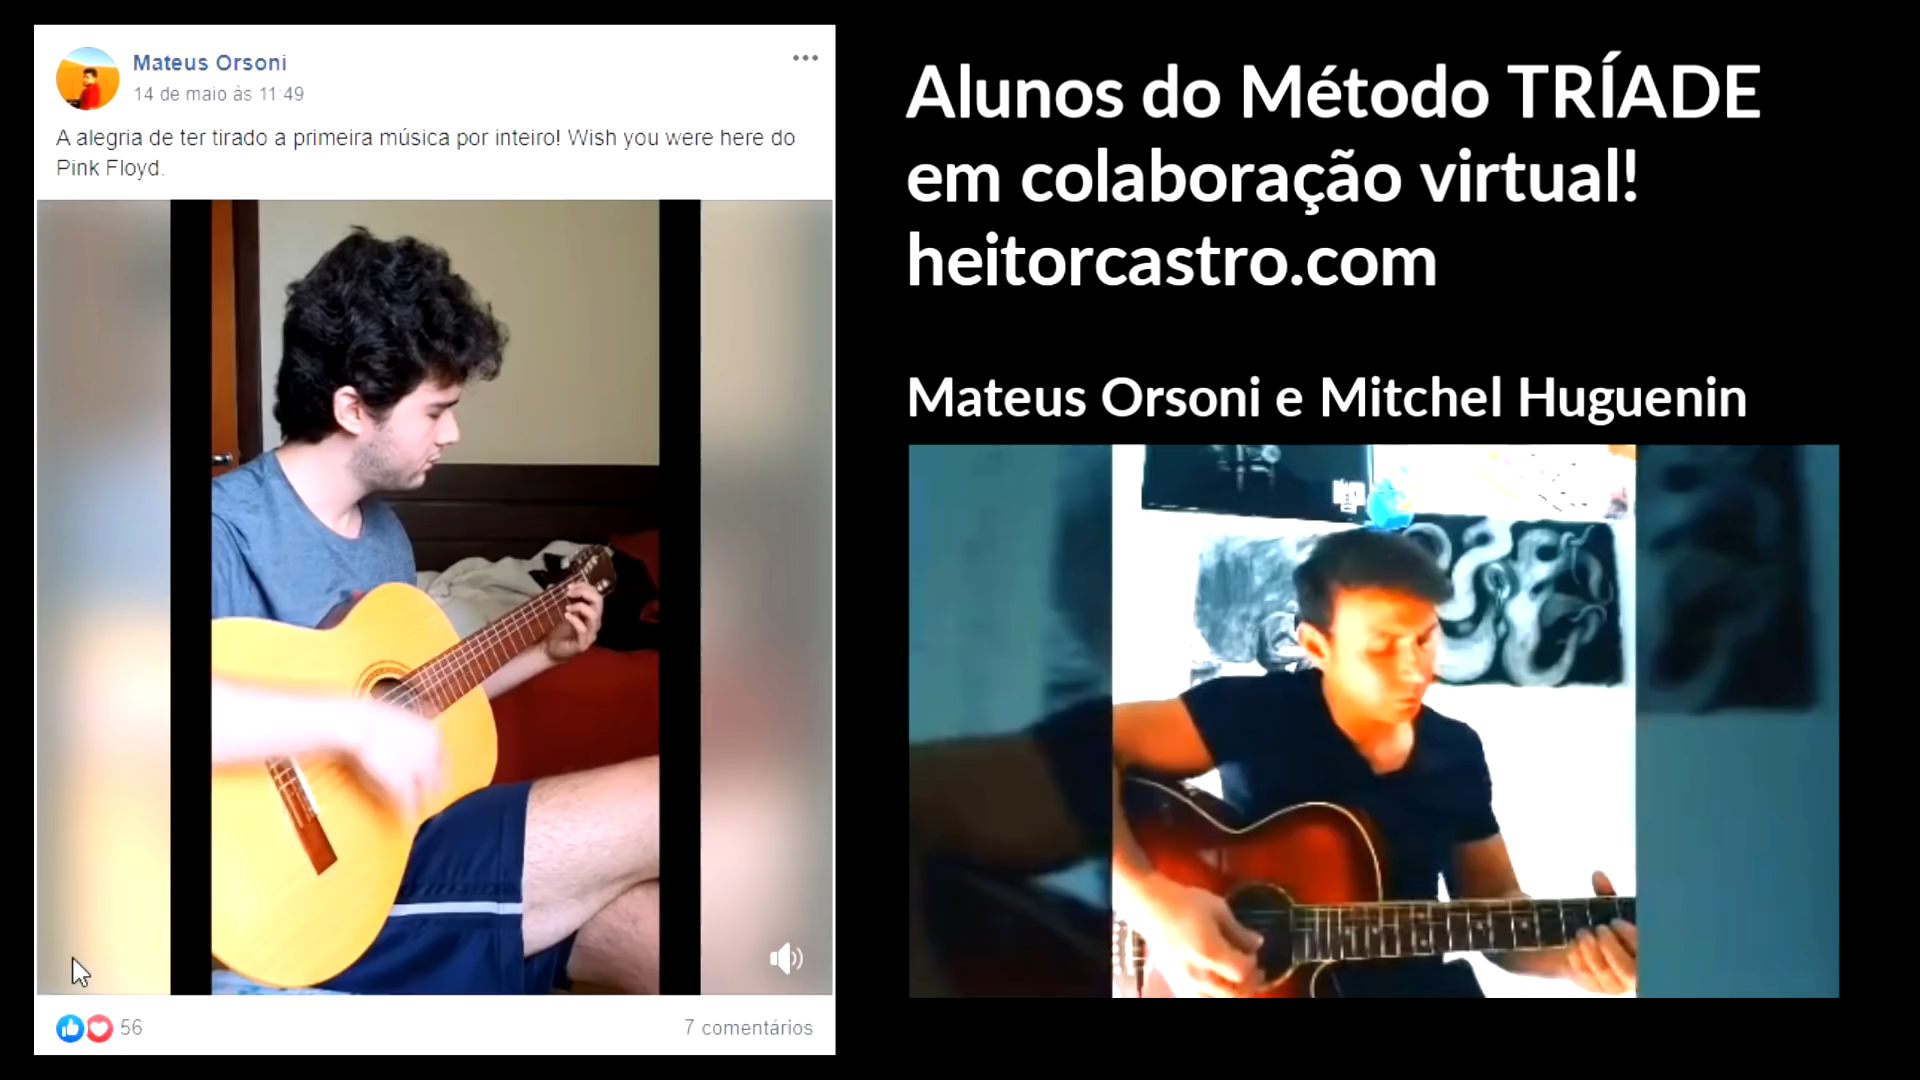 Mateus Orsoni
14 de maio às 11:49
A alegria de ter tirado a primeira música por inteiro! Wish you were here do
Pink Floyd.
56
7 comentários
Alunos do Método TRÍADE
em colaboração virtual!
heitorcastro.com
Mateus Orsoni e Mitchel Huguenin